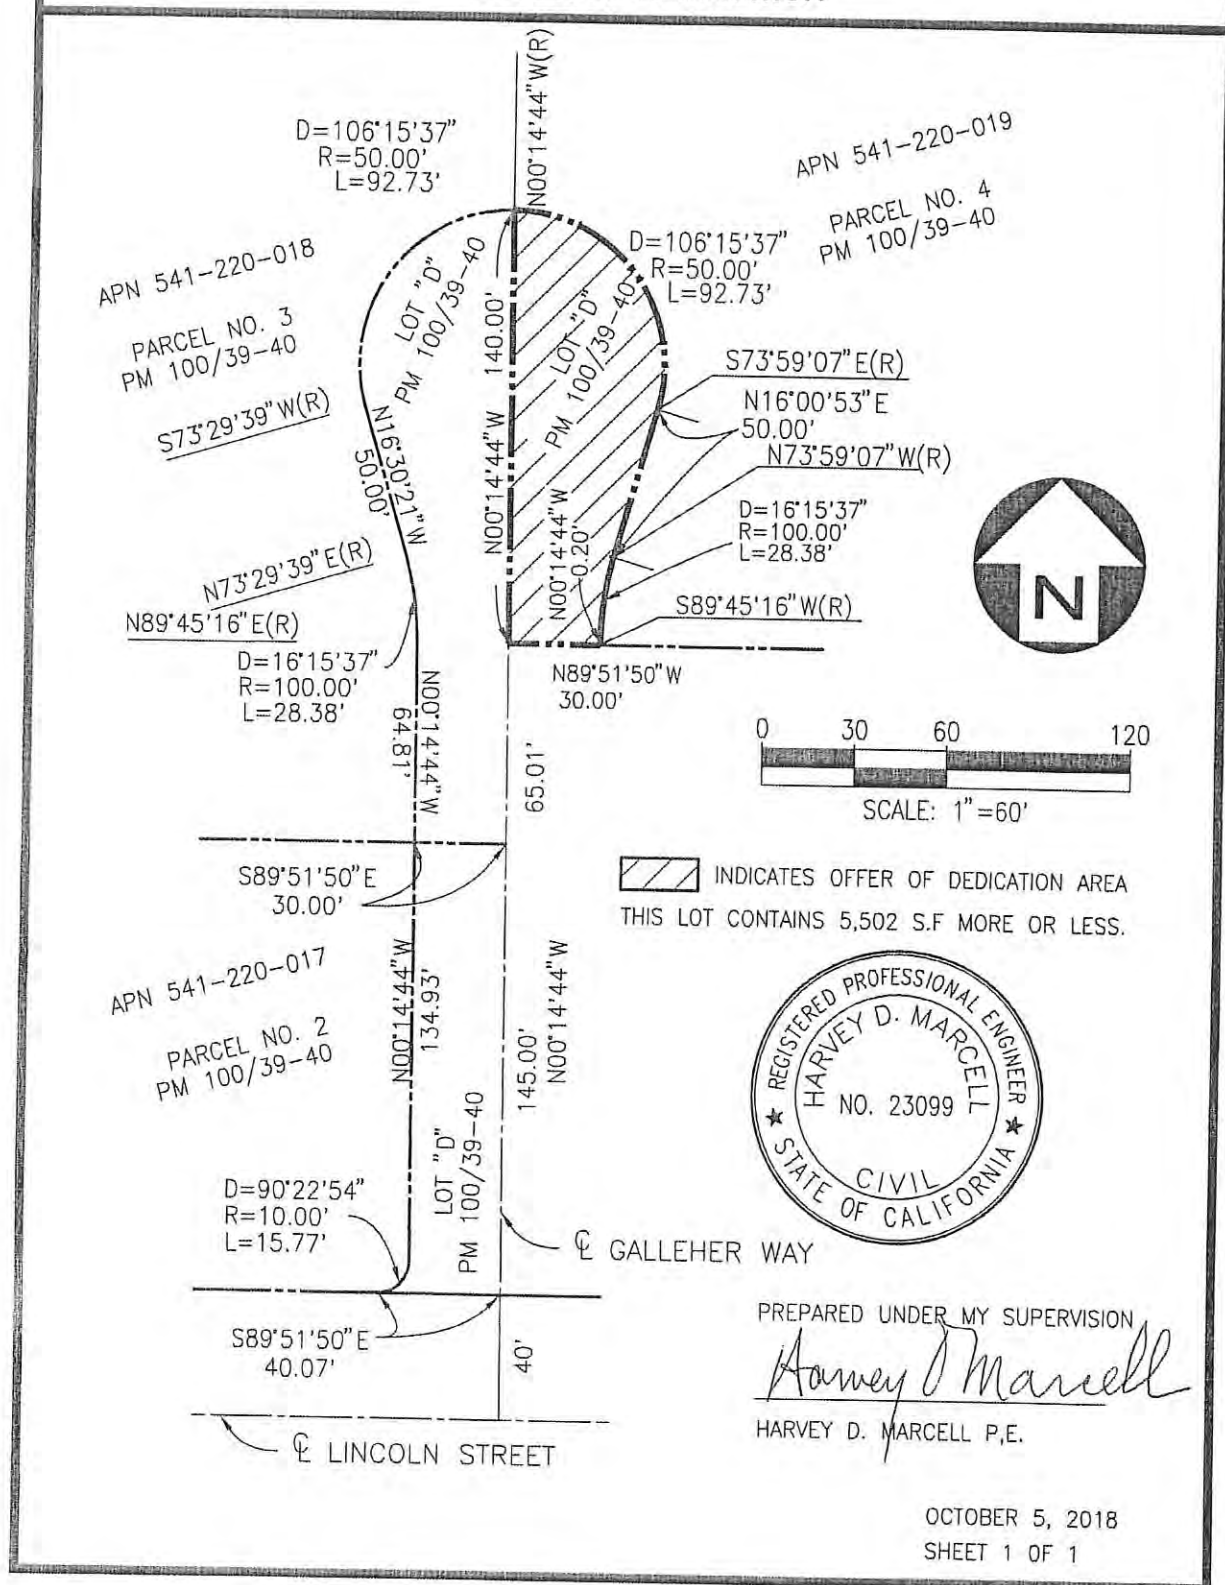 N00°14'44"W(R)
D=106°15'37"
R=50.00'
L=92.73'
APN 541-220-019
PARCEL NO. 4
PM 100/39-40
D=106°15'37"
R=50.00'
L=92.73'
APN 541-220-018
PARCEL NO. 3
PM 100/39-40
LOT "D"
PM 100/39-40
140.00'
N00°14'44"W
LOT "D"
PM 100/39-40
S73°29'39"W(R)
N16°30'21"W
50.00'
S73°59'07"E(R)
N16°00'53"E
50.00'
N73°59'07"W(R)
D=16°15'37"
R=100.00'
L=28.38'
N00°14'44"W
0.20'
S89°45'16"W(R)
N73°29'39"E(R)
N89°45'16"E(R)
D=16°15'37"
R=100.00'
L=28.38'
N89°51'50"W
30.00'
N
N00°14'44"W
64.81'
65.01'
0 30 60 120
SCALE: 1"=60'
S89°51'50"E
30.00'
INDICATES OFFER OF DEDICATION AREA
THIS LOT CONTAINS 5,502 S.F MORE OR LESS.
APN 541-220-017
PARCEL NO. 2
PM 100/39-40
N00°14'44"W
134.93'
145.00'
N00°14'44"W
REGISTERED PROFESSIONAL ENGINEER
HARVEY D. MARCELL
NO. 23099
CIVIL
★ STATE OF CALIFORNIA ★
LOT "D"
PM 100/39-40
D=90°22'54"
R=10.00'
L=15.77'
℄ GALLEHER WAY
S89°51'50"E
40.07'
40'
℄ LINCOLN STREET
PREPARED UNDER MY SUPERVISION
Harvey D Marcell
HARVEY D. MARCELL P.E.
OCTOBER 5, 2018
SHEET 1 OF 1